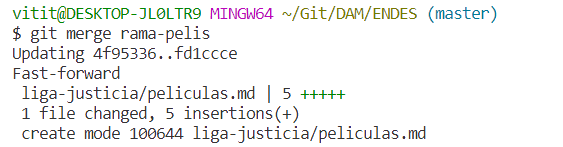 vitit@DESKTOP-JL0LTR9 MINGW64 ~/Git/DAM/ENDES (master)
$ git merge rama-pelis
Updating 4f95336..fd1ccce
Fast-forward
 liga-justicia/peliculas.md | 5 +++++
 1 file changed, 5 insertions(+)
 create mode 100644 liga-justicia/peliculas.md